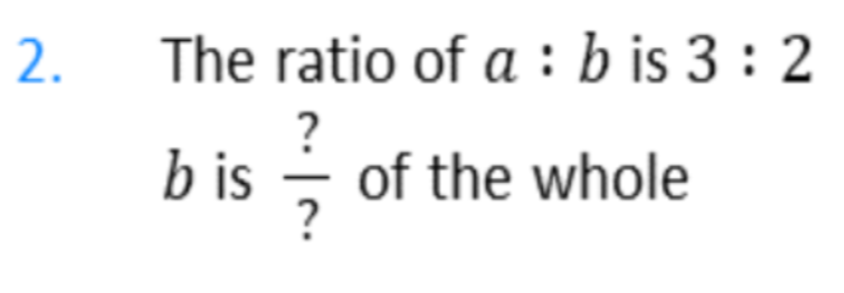 2. The ratio of a : b is 3 : 2
b is ?/? of the whole